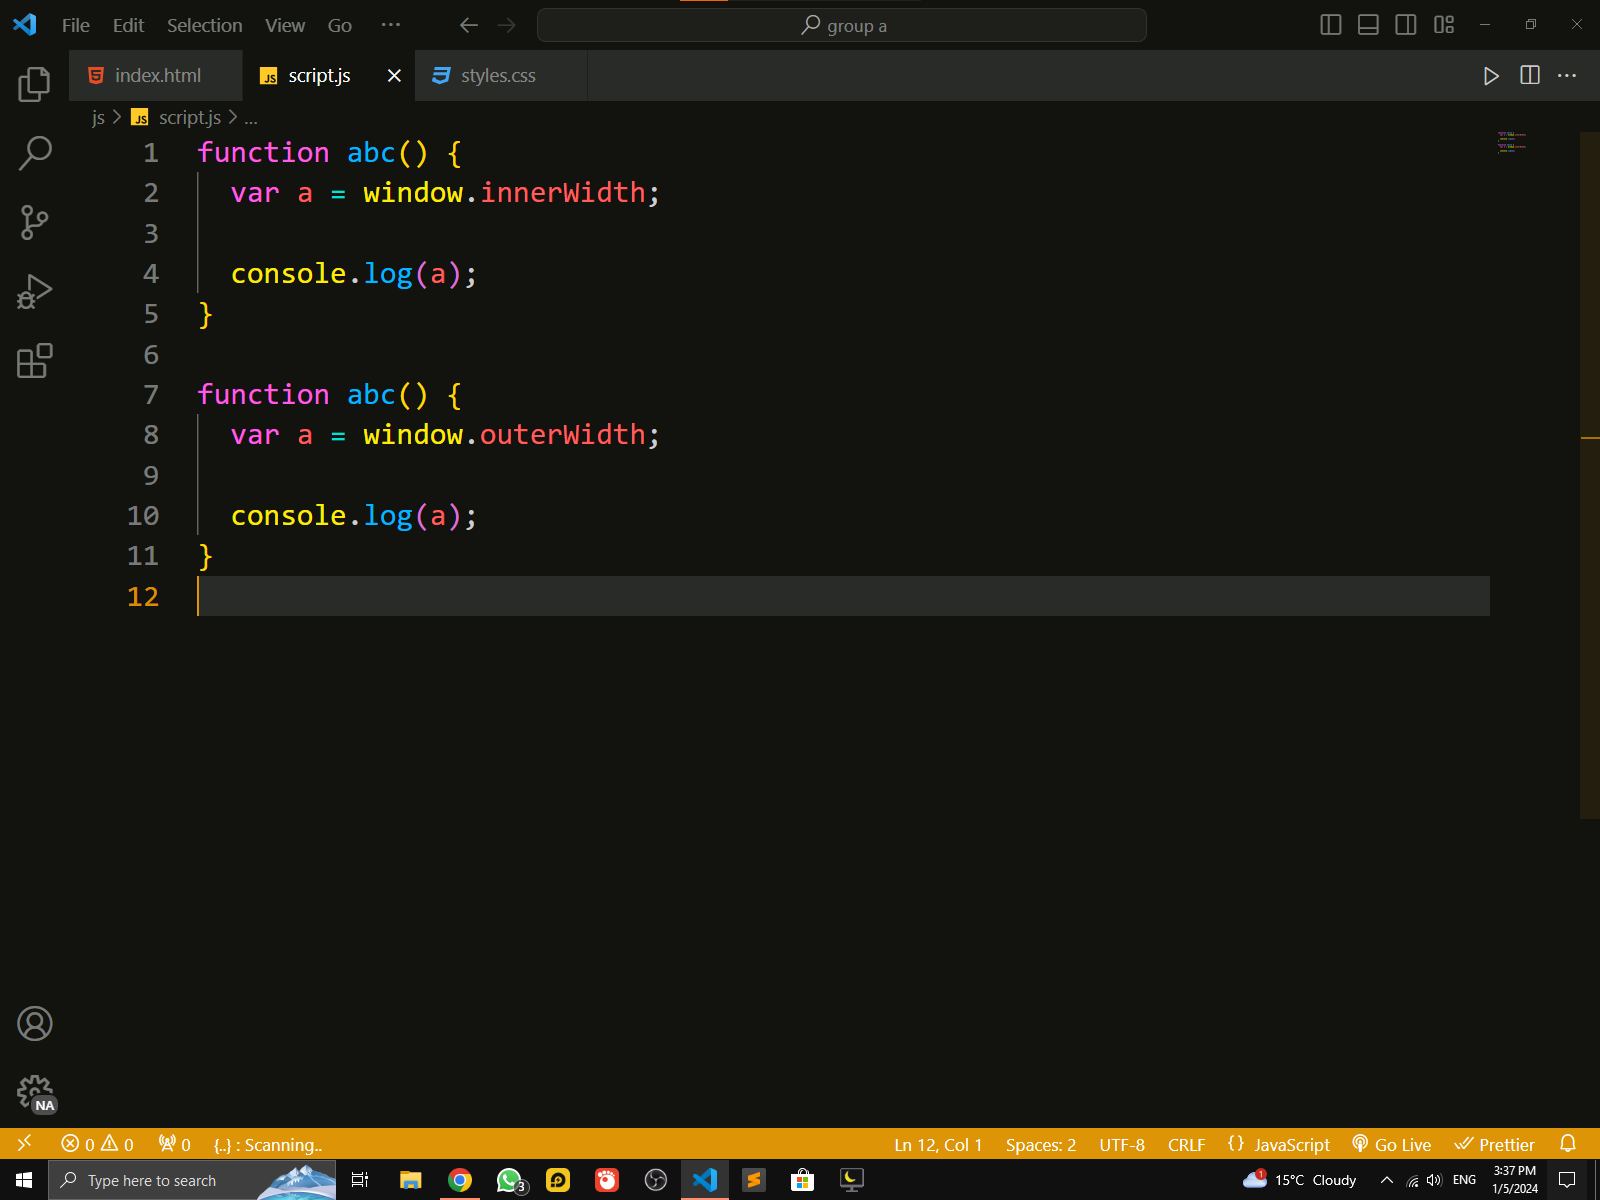 File Edit Selection View Go ... group a
index.html script.js styles.css
js > JS script.js > ...
1 function abc() {
2 var a = window.innerWidth;
3
4 console.log(a);
5 }
6
7 function abc() {
8 var a = window.outerWidth;
9
10 console.log(a);
11 }
12
NA
0 0 0 {..} : Scanning.. Ln 12, Col 1 Spaces: 2 UTF-8 CRLF {} JavaScript Go Live Prettier
Type here to search 3 1 15°C Cloudy ENG 3:37 PM
1/5/2024